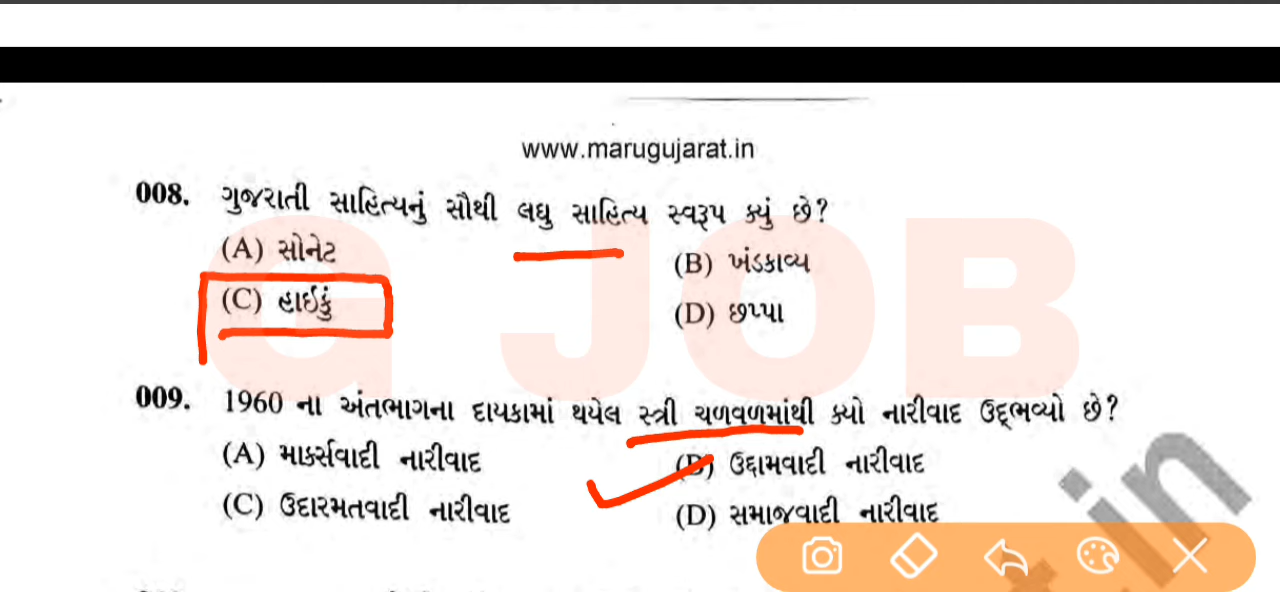 www.marugujarat.in
008. ગુજરાતી સાહિત્યનું સૌથી લઘુ સાહિત્ય સ્વરૂપ ક્યું છે?
(A) સોનેટ (B) ખંડકાવ્ય
(C) હાઈકું (D) છપ્પા
009. 1960 ના અંતભાગના દાયકામાં થયેલ સ્ત્રી ચળવળમાંથી ક્યો નારીવાદ ઉદ્દ્ભવ્યો છે?
(A) માર્ક્સવાદી નારીવાદ (B) ઉદ્દામવાદી નારીવાદ
(C) ઉદારમતવાદી નારીવાદ (D) સમાજવાદી નારીવાદ
G JOB
.in